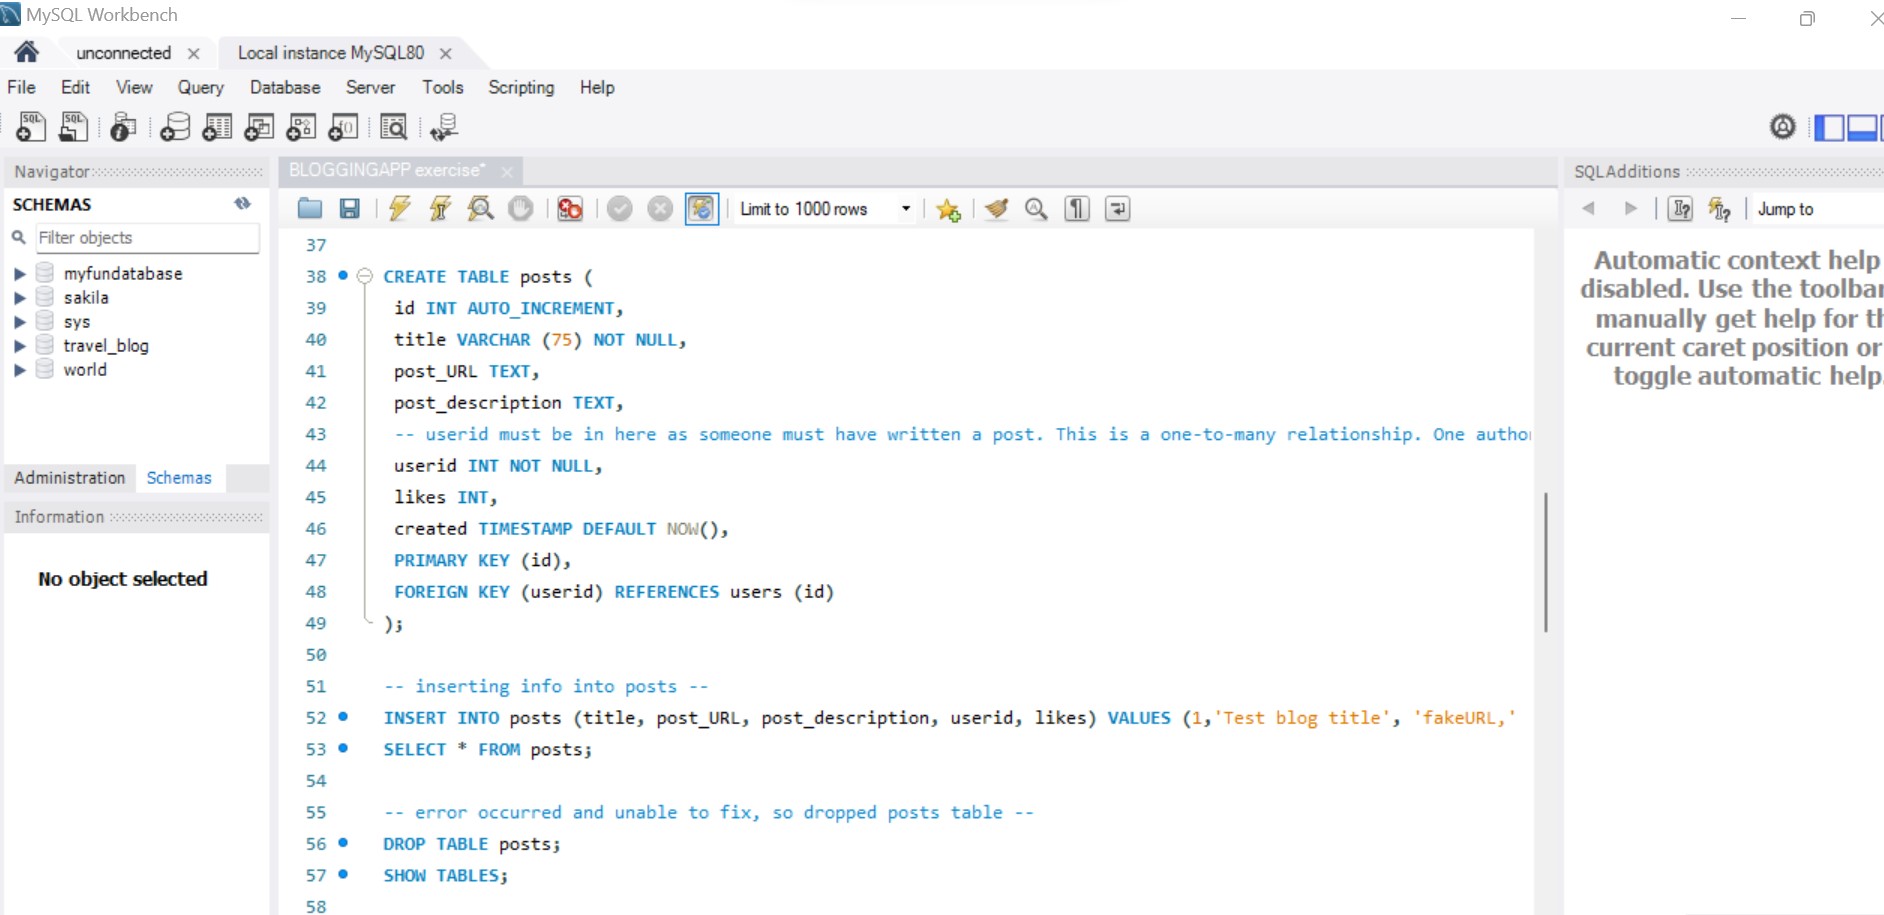 MySQL Workbench
unconnected
Local instance MySQL80
File Edit View Query Database Server Tools Scripting Help
Navigator
SCHEMAS
Filter objects
myfundatabase
sakila
sys
travel_blog
world
Administration Schemas
Information
No object selected
BLOGGINGAPP exercise*
Limit to 1000 rows
37
38 CREATE TABLE posts (
39 id INT AUTO_INCREMENT,
40 title VARCHAR (75) NOT NULL,
41 post_URL TEXT,
42 post_description TEXT,
43 -- userid must be in here as someone must have written a post. This is a one-to-many relationship. One autho
44 userid INT NOT NULL,
45 likes INT,
46 created TIMESTAMP DEFAULT NOW(),
47 PRIMARY KEY (id),
48 FOREIGN KEY (userid) REFERENCES users (id)
49 );
50
51 -- inserting info into posts --
52 INSERT INTO posts (title, post_URL, post_description, userid, likes) VALUES (1,'Test blog title', 'fakeURL,'
53 SELECT * FROM posts;
54
55 -- error occurred and unable to fix, so dropped posts table --
56 DROP TABLE posts;
57 SHOW TABLES;
58
SQLAdditions
Jump to
Automatic context help
disabled. Use the toolbar
manually get help for th
current caret position or
toggle automatic help.